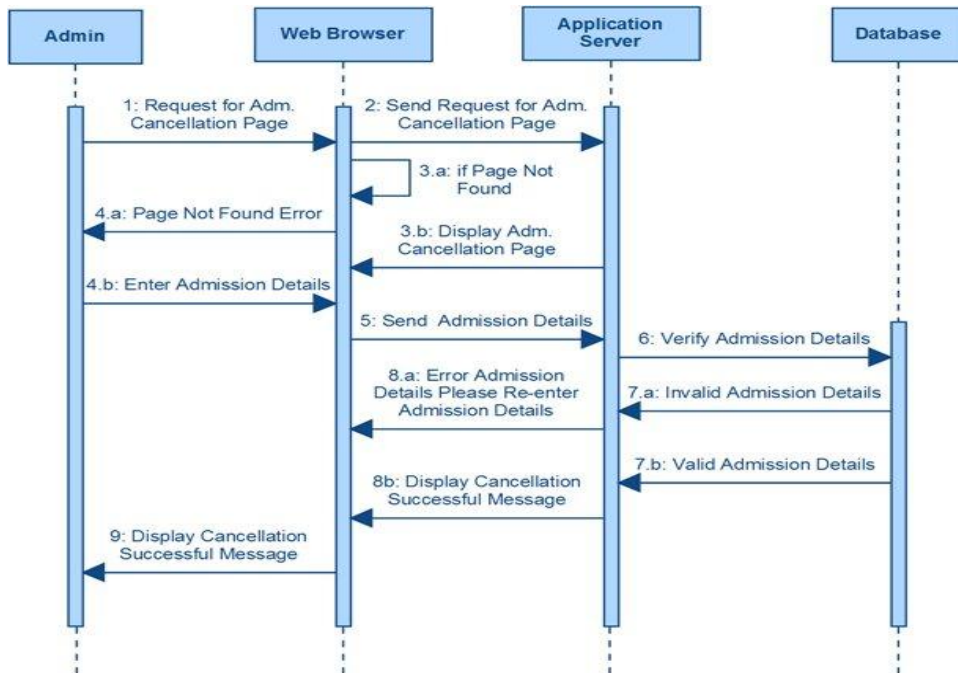 Admin
Web Browser
Application
Server
Database
1: Request for Adm.
Cancellation Page
2: Send Request for Adm.
Cancellation Page
3.a: if Page Not
Found
4.a: Page Not Found Error
3.b: Display Adm.
Cancellation Page
4.b: Enter Admission Details
5: Send Admission Details
6: Verify Admission Details
8.a: Error Admission
Details Please Re-enter
Admission Details
7.a: Invalid Admission Details
7.b: Valid Admission Details
8b: Display Cancellation
Successful Message
9: Display Cancellation
Successful Message